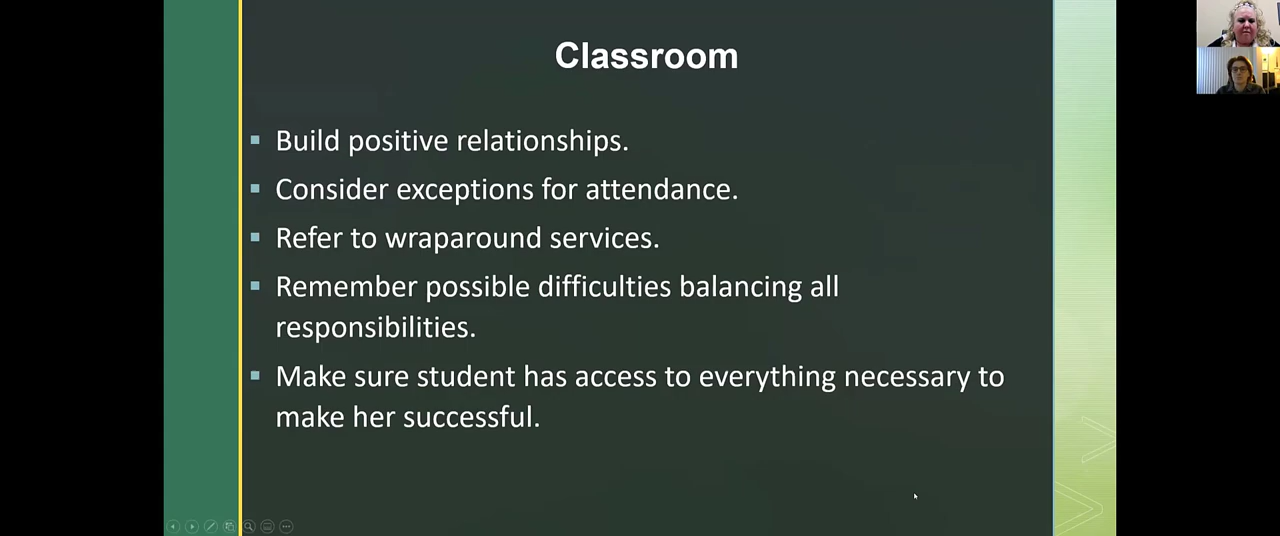 Classroom
Build positive relationships.
Consider exceptions for attendance.
Refer to wraparound services.
Remember possible difficulties balancing all
responsibilities.
Make sure student has access to everything necessary to
make her successful.